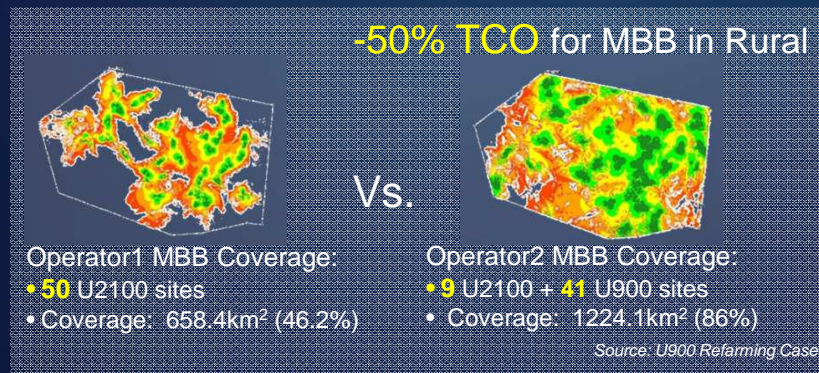 -50% TCO for MBB in Rural
Vs.
Operator1 MBB Coverage:
• 50 U2100 sites
• Coverage: 658.4km² (46.2%)
Operator2 MBB Coverage:
• 9 U2100 + 41 U900 sites
• Coverage: 1224.1km² (86%)
Source: U900 Refarming Case